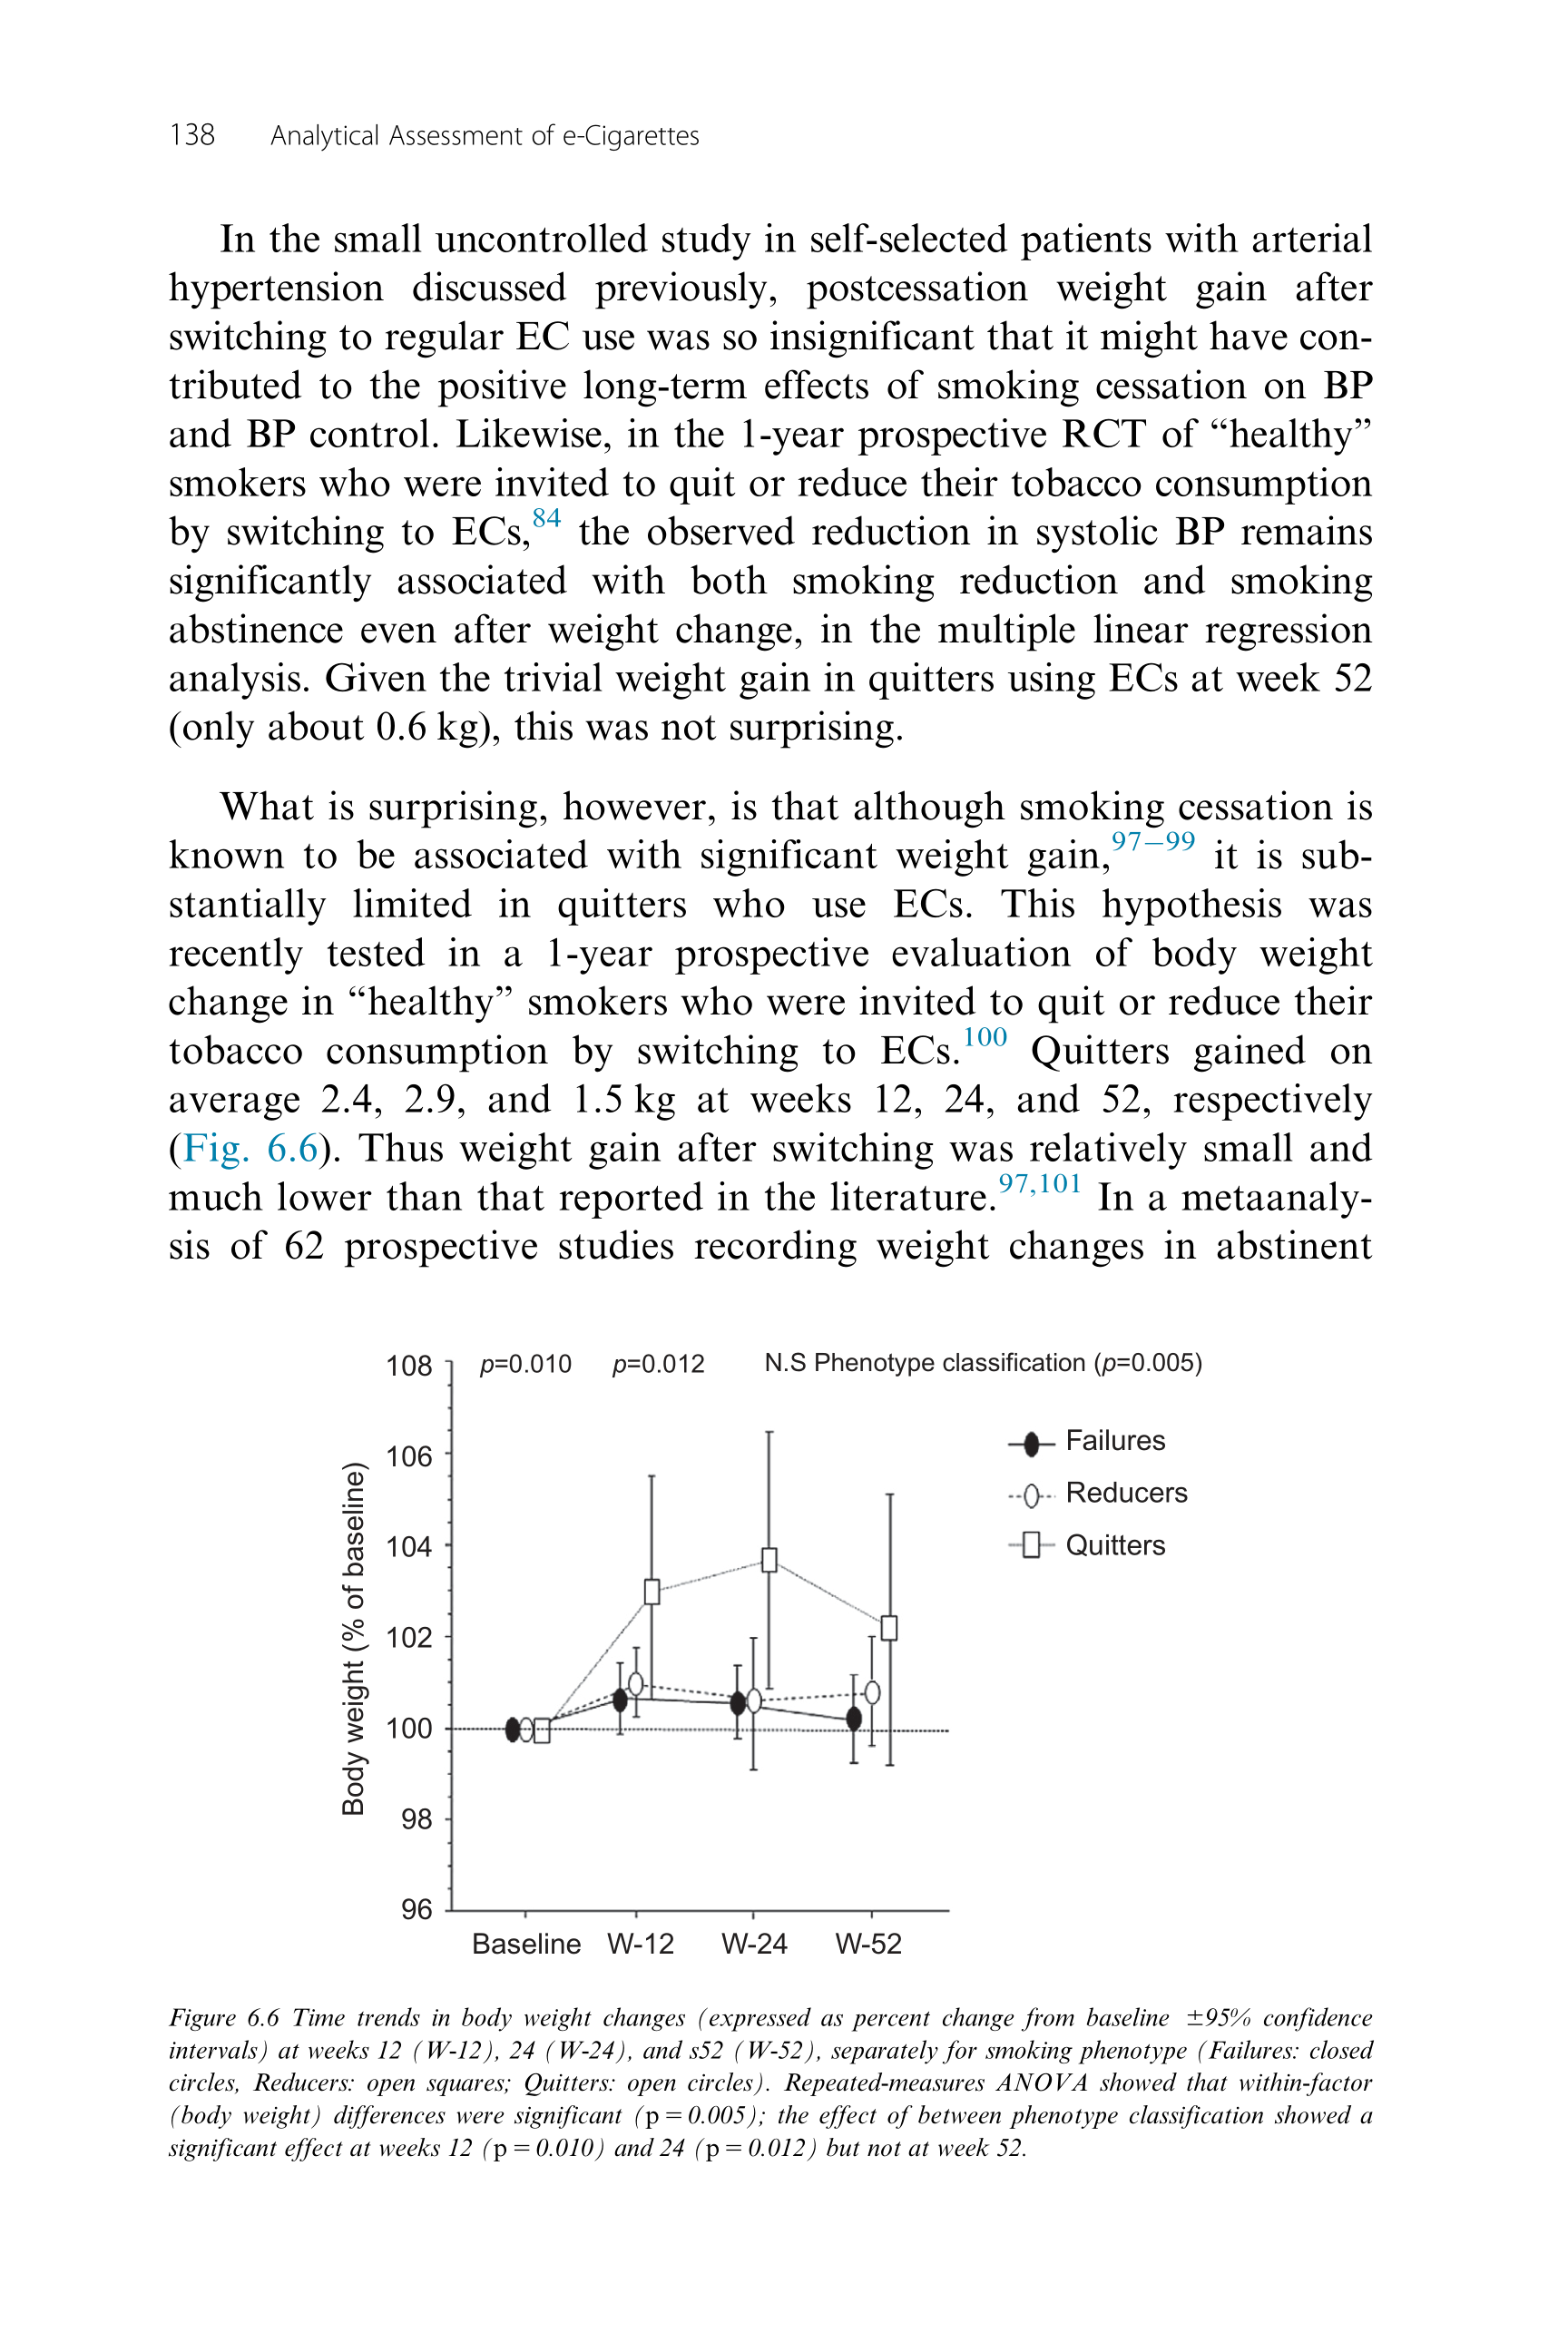 138 Analytical Assessment of e-Cigarettes
In the small uncontrolled study in self-selected patients with arterial
hypertension discussed previously, postcessation weight gain after
switching to regular EC use was so insignificant that it might have con-
tributed to the positive long-term effects of smoking cessation on BP
and BP control. Likewise, in the 1-year prospective RCT of “healthy”
smokers who were invited to quit or reduce their tobacco consumption
by switching to ECs,84 the observed reduction in systolic BP remains
significantly associated with both smoking reduction and smoking
abstinence even after weight change, in the multiple linear regression
analysis. Given the trivial weight gain in quitters using ECs at week 52
(only about 0.6 kg), this was not surprising.
What is surprising, however, is that although smoking cessation is
known to be associated with significant weight gain,97–99 it is sub-
stantially limited in quitters who use ECs. This hypothesis was
recently tested in a 1-year prospective evaluation of body weight
change in “healthy” smokers who were invited to quit or reduce their
tobacco consumption by switching to ECs.100 Quitters gained on
average 2.4, 2.9, and 1.5 kg at weeks 12, 24, and 52, respectively
(Fig. 6.6). Thus weight gain after switching was relatively small and
much lower than that reported in the literature.97,101 In a metaanaly-
sis of 62 prospective studies recording weight changes in abstinent
p=0.010 p=0.012 N.S Phenotype classification (p=0.005)
Body weight (% of baseline)
108
106
104
102
100
98
96
Failures
Reducers
Quitters
Baseline W-12 W-24 W-52
Figure 6.6 Time trends in body weight changes (expressed as percent change from baseline ±95% confidence
intervals) at weeks 12 (W-12), 24 (W-24), and s52 (W-52), separately for smoking phenotype (Failures: closed
circles, Reducers: open squares; Quitters: open circles). Repeated-measures ANOVA showed that within-factor
(body weight) differences were significant (p = 0.005); the effect of between phenotype classification showed a
significant effect at weeks 12 (p = 0.010) and 24 (p = 0.012) but not at week 52.